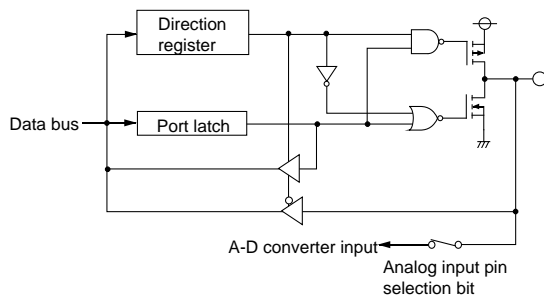 Direction
register
Data bus
Port latch
A-D converter input
Analog input pin
selection bit